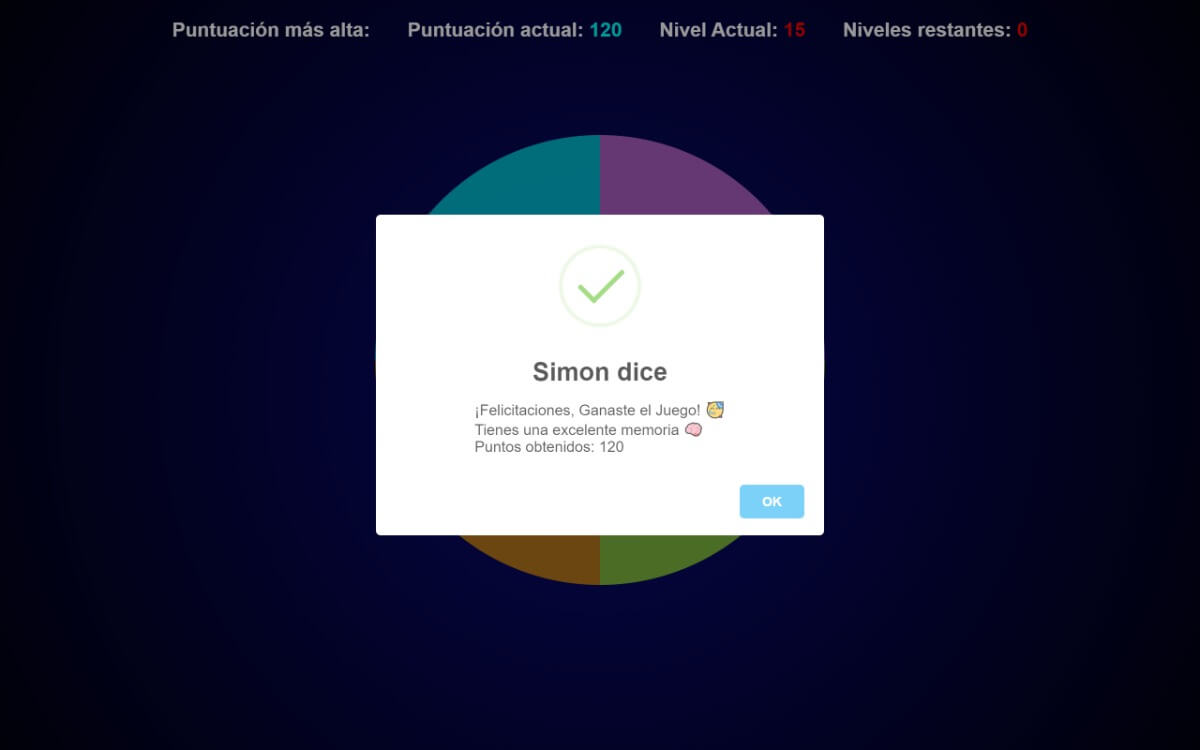 Puntuación más alta: Puntuación actual: 120 Nivel Actual: 15 Niveles restantes: 0
Simon dice
¡Felicitaciones, Ganaste el Juego! 🥳
Tienes una excelente memoria 🧠
Puntos obtenidos: 120
OK